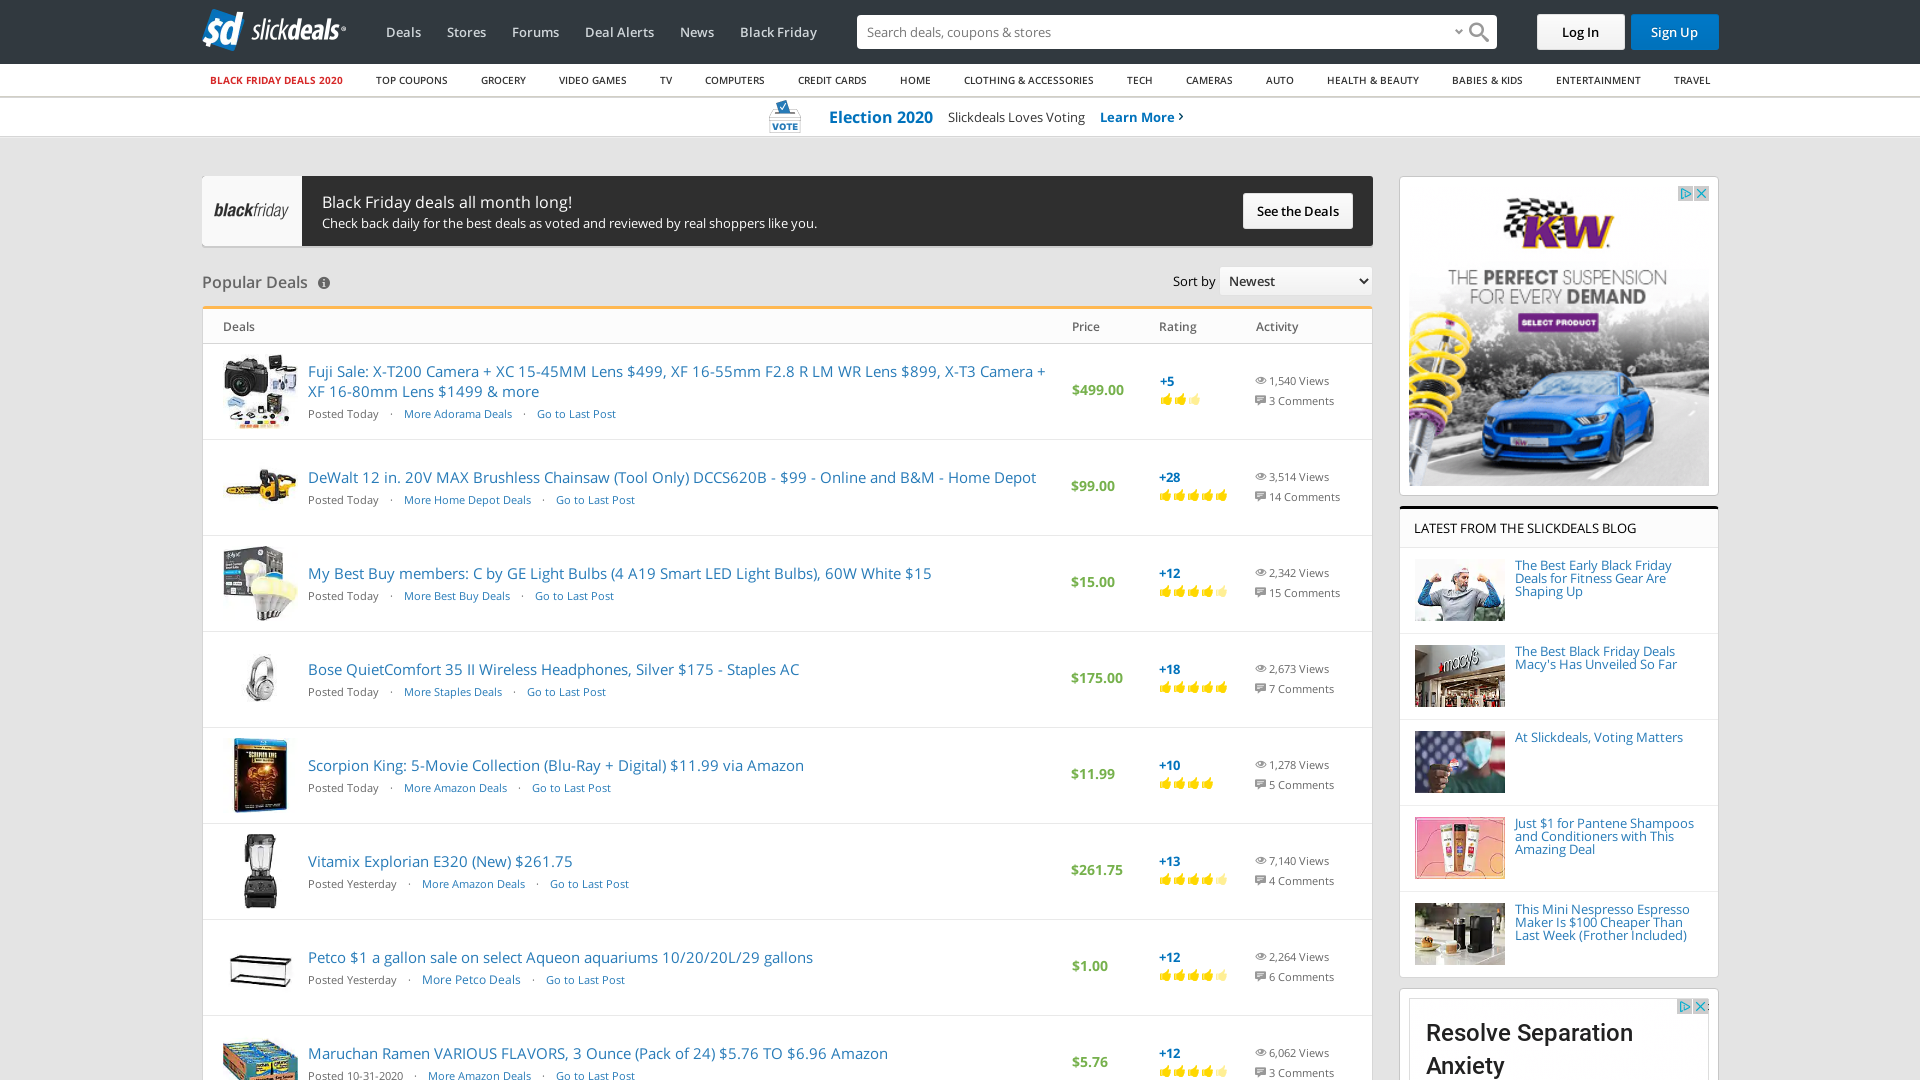 slickdeals
Deals
Stores
Forums
Deal Alerts
News
Black Friday
Search deals, coupons & stores
Log In
Sign Up
BLACK FRIDAY DEALS 2020
TOP COUPONS
GROCERY
VIDEO GAMES
TV
COMPUTERS
CREDIT CARDS
HOME
CLOTHING & ACCESSORIES
TECH
CAMERAS
AUTO
HEALTH & BEAUTY
BABIES & KIDS
ENTERTAINMENT
TRAVEL
VOTE
Election 2020
Slickdeals Loves Voting
Learn More
blackfriday
Black Friday deals all month long!
Check back daily for the best deals as voted and reviewed by real shoppers like you.
See the Deals
Popular Deals
Sort by
Newest
Deals
Price
Rating
Activity
Fuji Sale: X-T200 Camera + XC 15-45MM Lens $499, XF 16-55mm F2.8 R LM WR Lens $899, X-T3 Camera +
XF 16-80mm Lens $1499 & more
Posted Today · More Adorama Deals · Go to Last Post
$499.00
+5
1,540 Views
3 Comments
DeWalt 12 in. 20V MAX Brushless Chainsaw (Tool Only) DCCS620B - $99 - Online and B&M - Home Depot
Posted Today · More Home Depot Deals · Go to Last Post
$99.00
+28
3,514 Views
14 Comments
My Best Buy members: C by GE Light Bulbs (4 A19 Smart LED Light Bulbs), 60W White $15
Posted Today · More Best Buy Deals · Go to Last Post
$15.00
+12
2,342 Views
15 Comments
Bose QuietComfort 35 II Wireless Headphones, Silver $175 - Staples AC
Posted Today · More Staples Deals · Go to Last Post
$175.00
+18
2,673 Views
7 Comments
Scorpion King: 5-Movie Collection (Blu-Ray + Digital) $11.99 via Amazon
Posted Today · More Amazon Deals · Go to Last Post
$11.99
+10
1,278 Views
5 Comments
Vitamix Explorian E320 (New) $261.75
Posted Yesterday · More Amazon Deals · Go to Last Post
$261.75
+13
7,140 Views
4 Comments
Petco $1 a gallon sale on select Aqueon aquariums 10/20/20L/29 gallons
Posted Yesterday · More Petco Deals · Go to Last Post
$1.00
+12
2,264 Views
6 Comments
Maruchan Ramen VARIOUS FLAVORS, 3 Ounce (Pack of 24) $5.76 TO $6.96 Amazon
Posted 10-31-2020 · More Amazon Deals · Go to Last Post
$5.76
+12
6,062 Views
3 Comments
KW
THE PERFECT SUSPENSION
FOR EVERY DEMAND
SELECT PRODUCT
LATEST FROM THE SLICKDEALS BLOG
The Best Early Black Friday
Deals for Fitness Gear Are
Shaping Up
macy's
The Best Black Friday Deals
Macy's Has Unveiled So Far
At Slickdeals, Voting Matters
Just $1 for Pantene Shampoos
and Conditioners with This
Amazing Deal
This Mini Nespresso Espresso
Maker Is $100 Cheaper Than
Last Week (Frother Included)
Resolve Separation
Anxiety